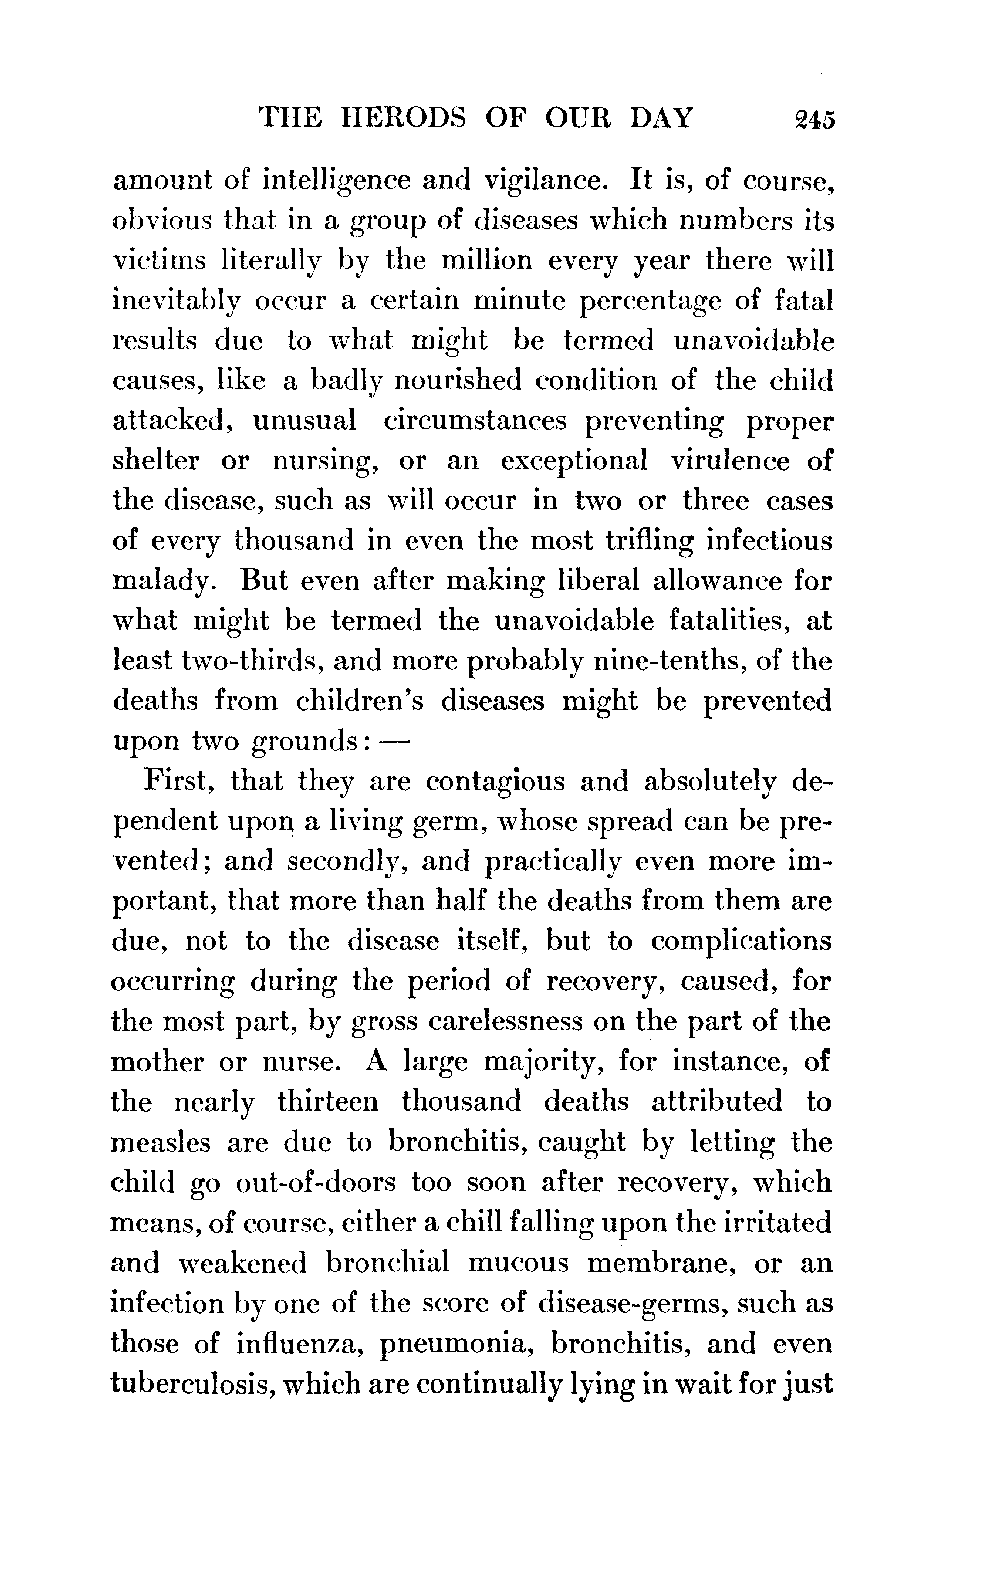 THE HERODS OF OUR DAY 245
amount of intelligence and vigilance. It is, of course,
obvious that in a group of diseases which numbers its
victims literally by the million every year there will
inevitably occur a certain minute percentage of fatal
results due to what might be termed unavoidable
causes, like a badly nourished condition of the child
attacked, unusual circumstances preventing proper
shelter or nursing, or an exceptional virulence of
the disease, such as will occur in two or three cases
of every thousand in even the most trifling infectious
malady. But even after making liberal allowance for
what might be termed the unavoidable fatalities, at
least two-thirds, and more probably nine-tenths, of the
deaths from children's diseases might be prevented
upon two grounds: —
First, that they are contagious and absolutely de-
pendent upon a living germ, whose spread can be pre-
vented; and secondly, and practically even more im-
portant, that more than half the deaths from them are
due, not to the disease itself, but to complications
occurring during the period of recovery, caused, for
the most part, by gross carelessness on the part of the
mother or nurse. A large majority, for instance, of
the nearly thirteen thousand deaths attributed to
measles are due to bronchitis, caught by letting the
child go out-of-doors too soon after recovery, which
means, of course, either a chill falling upon the irritated
and weakened bronchial mucous membrane, or an
infection by one of the score of disease-germs, such as
those of influenza, pneumonia, bronchitis, and even
tuberculosis, which are continually lying in wait for just